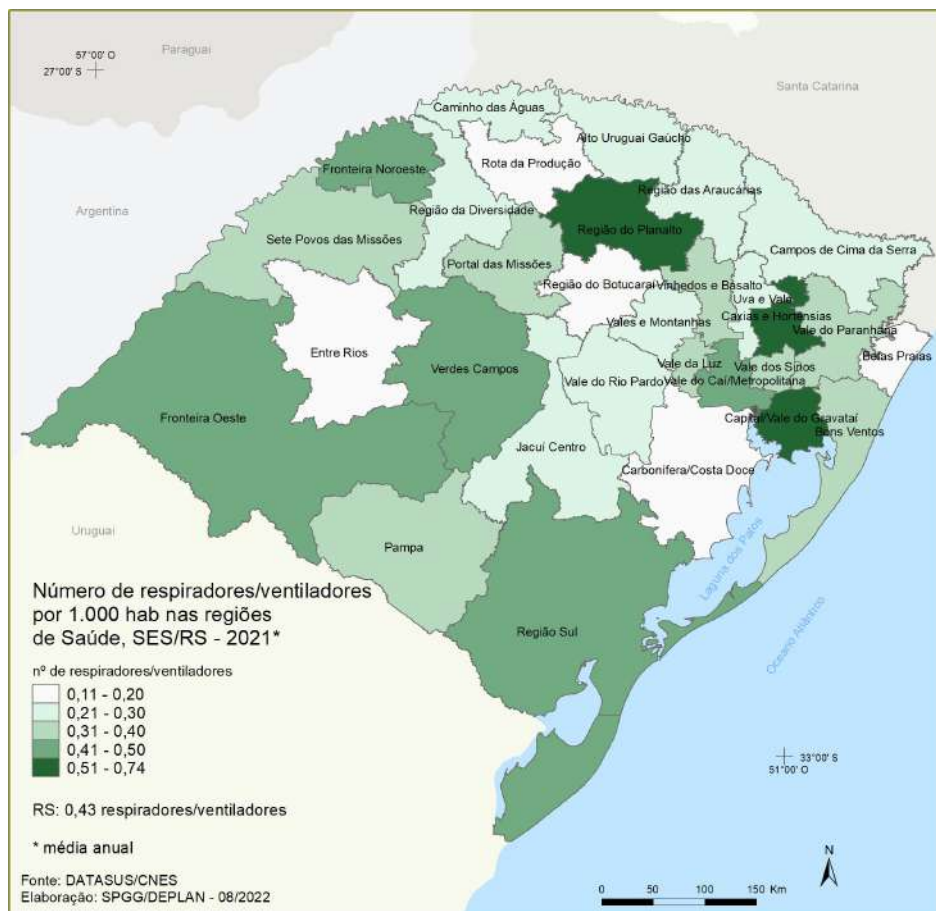 57°00' O
27°00' S
Paraguai
Santa Catarina
Argentina
Caminho das Águas
Alto Uruguai Gaúcho
Rota da Produção
Fronteira Noroeste
Região das Araucárias
Região da Diversidade
Região do Planalto
Sete Povos das Missões
Campos de Cima da Serra
Portal das Missões
Região do Botucaraí
Vinhedos e Basalto
Uva e Vale
Caxias e Hortênsias
Vales e Montanhas
Vale do Paranhana
Entre Rios
Belas Praias
Verdes Campos
Vale da Luz
Vale dos Sinos
Vale do Rio Pardo
Vale do Caí/Metropolitana
Fronteira Oeste
Capital/Vale do Gravataí
Bons Ventos
Jacuí Centro
Carbonífera/Costa Doce
Uruguai
Pampa
Laguna dos Patos
Região Sul
Oceano Atlântico
Número de respiradores/ventiladores
por 1.000 hab nas regiões
de Saúde, SES/RS - 2021*
nº de respiradores/ventiladores
0,11 - 0,20
0,21 - 0,30
0,31 - 0,40
0,41 - 0,50
0,51 - 0,74
33°00' S
51°00' O
RS: 0,43 respiradores/ventiladores
* média anual
Fonte: DATASUS/CNES
Elaboração: SPGG/DEPLAN - 08/2022
N
0 50 100 150 Km